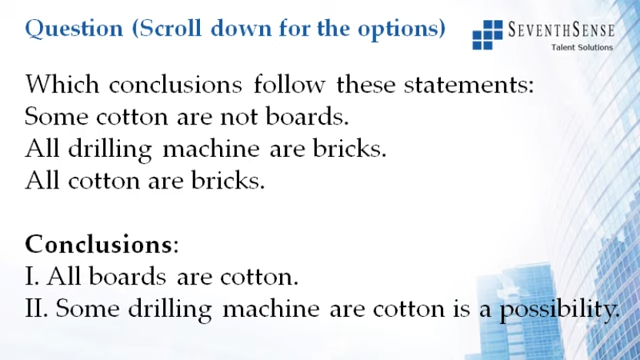 Question (Scroll down for the options)
SEVENTHSENSE
Talent Solutions
Which conclusions follow these statements:
Some cotton are not boards.
All drilling machine are bricks.
All cotton are bricks.
Conclusions:
I. All boards are cotton.
II. Some drilling machine are cotton is a possibility.